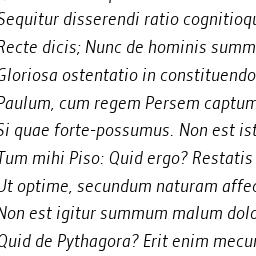 Sequitur disserendi ratio cognitioqu
Recte dicis; Nunc de hominis summ
Gloriosa ostentatio in constituendo
Paulum, cum regem Persem captum
Si quae forte-possumus. Non est ist
Tum mihi Piso: Quid ergo? Restatis
Ut optime, secundum naturam affec
Non est igitur summum malum dolo
Quid de Pythagora? Erit enim mecum